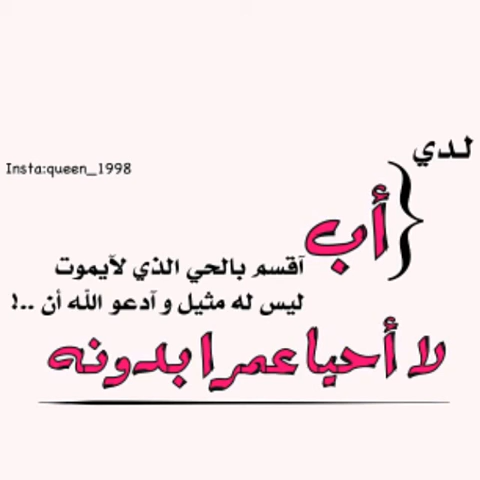 لدي
Insta:queen_1998
{أب
آقسم بالحي الذي لآيموت
ليس له مثيل و آدعو الله أن ..!
لا أحيا عمرا بدونه